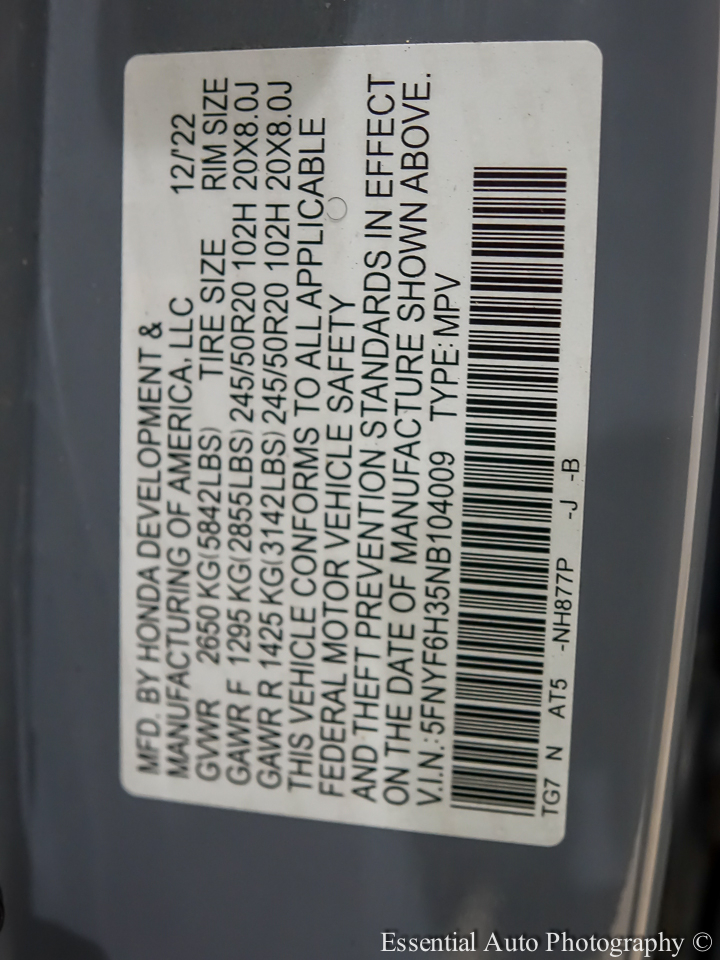 MFD. BY HONDA DEVELOPMENT &
MANUFACTURING OF AMERICA, LLC 12/'22
GVWR 2650 KG(5842LBS) TIRE SIZE RIM SIZE
GAWR F 1295 KG(2855LBS) 245/50R20 102H 20X8.0J
GAWR R 1425 KG(3142LBS) 245/50R20 102H 20X8.0J
THIS VEHICLE CONFORMS TO ALL APPLICABLE
FEDERAL MOTOR VEHICLE SAFETY
AND THEFT PREVENTION STANDARDS IN EFFECT
ON THE DATE OF MANUFACTURE SHOWN ABOVE.
V.I.N.:5FNYF6H35NB104009 TYPE: MPV
TG7 N AT5 -NH877P -J -B
Essential Auto Photography ©